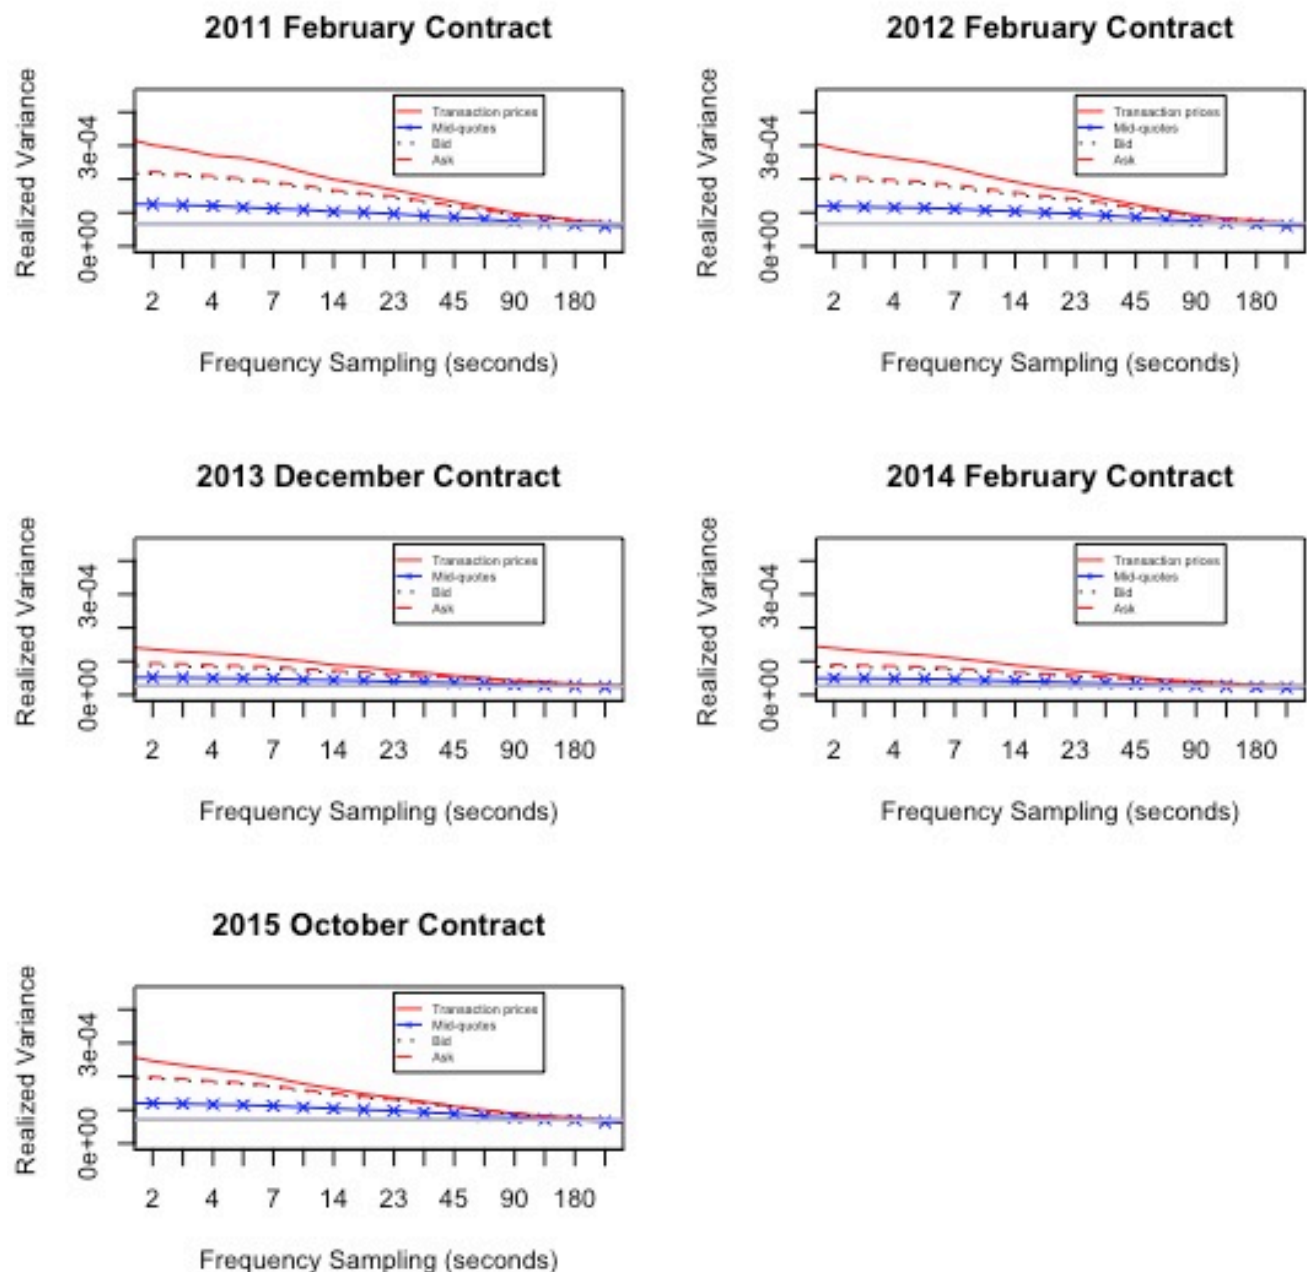 2011 February Contract
Realized Variance
0e+00
3e-04
Transaction prices
Mid-quotes
Bid
Ask
2 4 7 14 23 45 90 180
Frequency Sampling (seconds)
2012 February Contract
Realized Variance
0e+00
3e-04
Transaction prices
Mid-quotes
Bid
Ask
2 4 7 14 23 45 90 180
Frequency Sampling (seconds)
2013 December Contract
Realized Variance
0e+00
3e-04
Transaction prices
Mid-quotes
Bid
Ask
2 4 7 14 23 45 90 180
Frequency Sampling (seconds)
2014 February Contract
Realized Variance
0e+00
3e-04
Transaction prices
Mid-quotes
Bid
Ask
2 4 7 14 23 45 90 180
Frequency Sampling (seconds)
2015 October Contract
Realized Variance
0e+00
3e-04
Transaction prices
Mid-quotes
Bid
Ask
2 4 7 14 23 45 90 180
Frequency Sampling (seconds)